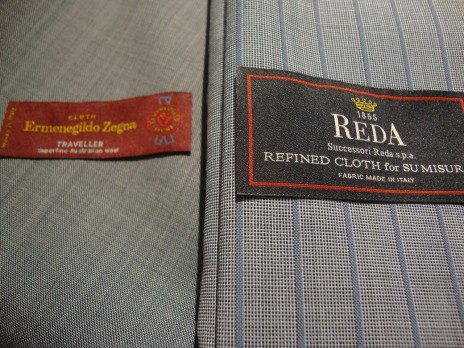 CLOTH
Ermenegildo Zegna
TRAVELLER
1865
REDA
Successori Reda s.p.a.
REFINED CLOTH for SU MISUR
FABRIC MADE IN ITALY